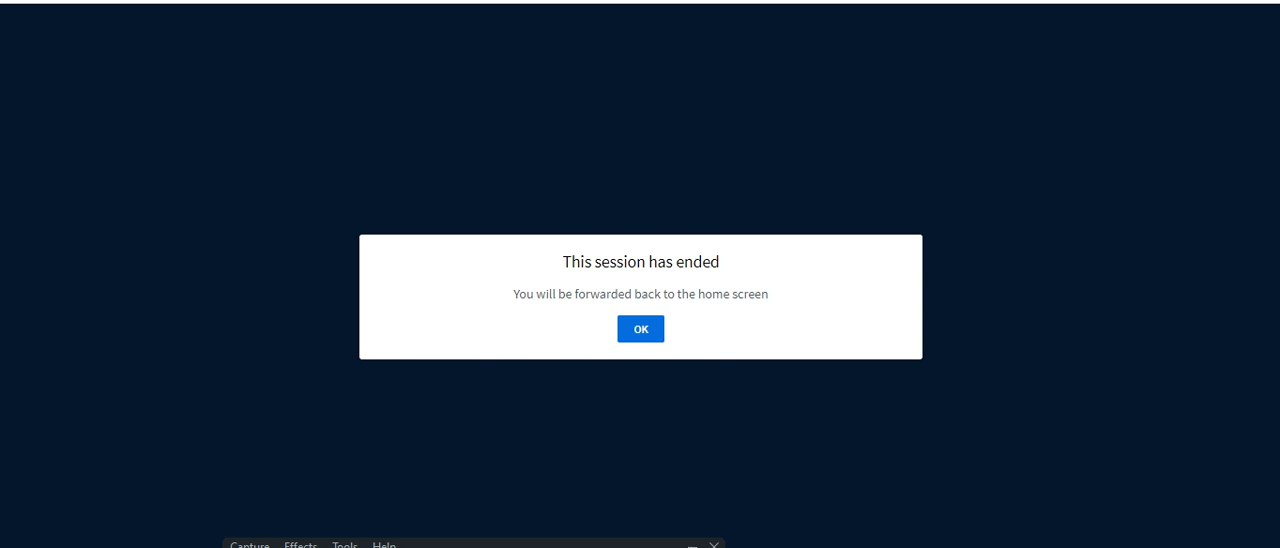 This session has ended
You will be forwarded back to the home screen
OK
Capture Effects Tools Help